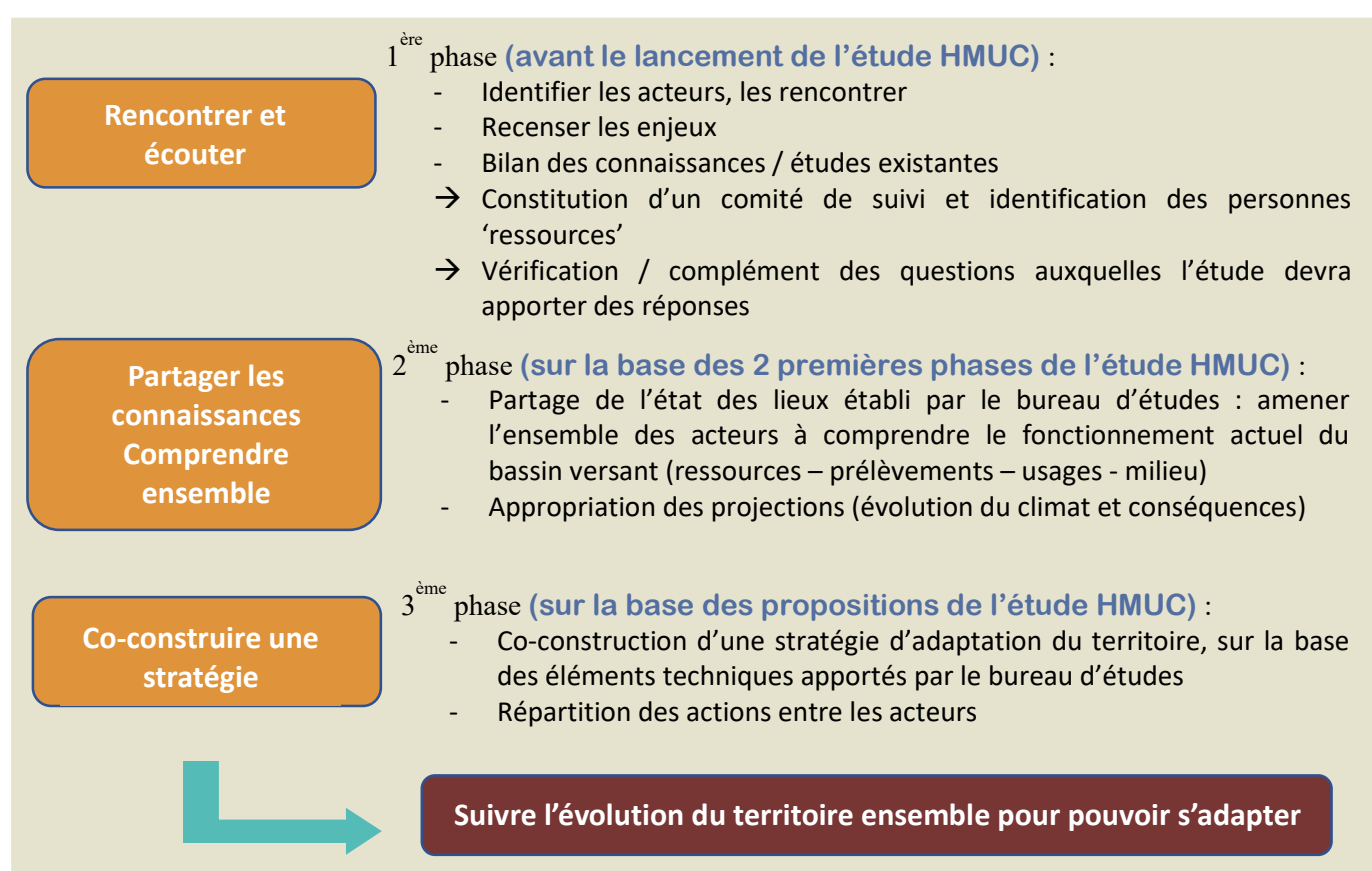 1ère phase (avant le lancement de l’étude HMUC) :
Rencontrer et
écouter
- Identifier les acteurs, les rencontrer
- Recenser les enjeux
- Bilan des connaissances / études existantes
→ Constitution d’un comité de suivi et identification des personnes
‘ressources’
→ Vérification / complément des questions auxquelles l’étude devra
apporter des réponses
Partager les
connaissances
Comprendre
ensemble
2ème phase (sur la base des 2 premières phases de l’étude HMUC) :
- Partage de l’état des lieux établi par le bureau d’études : amener
l’ensemble des acteurs à comprendre le fonctionnement actuel du
bassin versant (ressources – prélèvements – usages - milieu)
- Appropriation des projections (évolution du climat et conséquences)
Co-construire une
stratégie
3ème phase (sur la base des propositions de l’étude HMUC) :
- Co-construction d’une stratégie d’adaptation du territoire, sur la base
des éléments techniques apportés par le bureau d’études
- Répartition des actions entre les acteurs
Suivre l’évolution du territoire ensemble pour pouvoir s’adapter